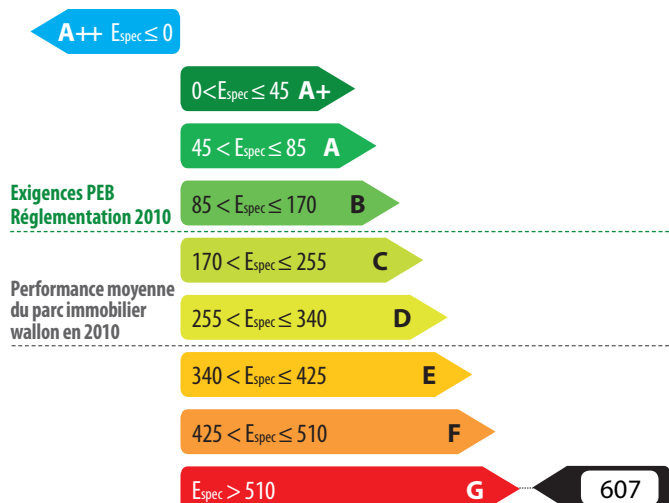 A++ Espec ≤ 0
0 < Espec ≤ 45 A+
45 < Espec ≤ 85 A
Exigences PEB
Réglementation 2010
85 < Espec ≤ 170 B
170 < Espec ≤ 255 C
Performance moyenne
du parc immobilier
wallon en 2010
255 < Espec ≤ 340 D
340 < Espec ≤ 425 E
425 < Espec ≤ 510 F
Espec > 510 G 607